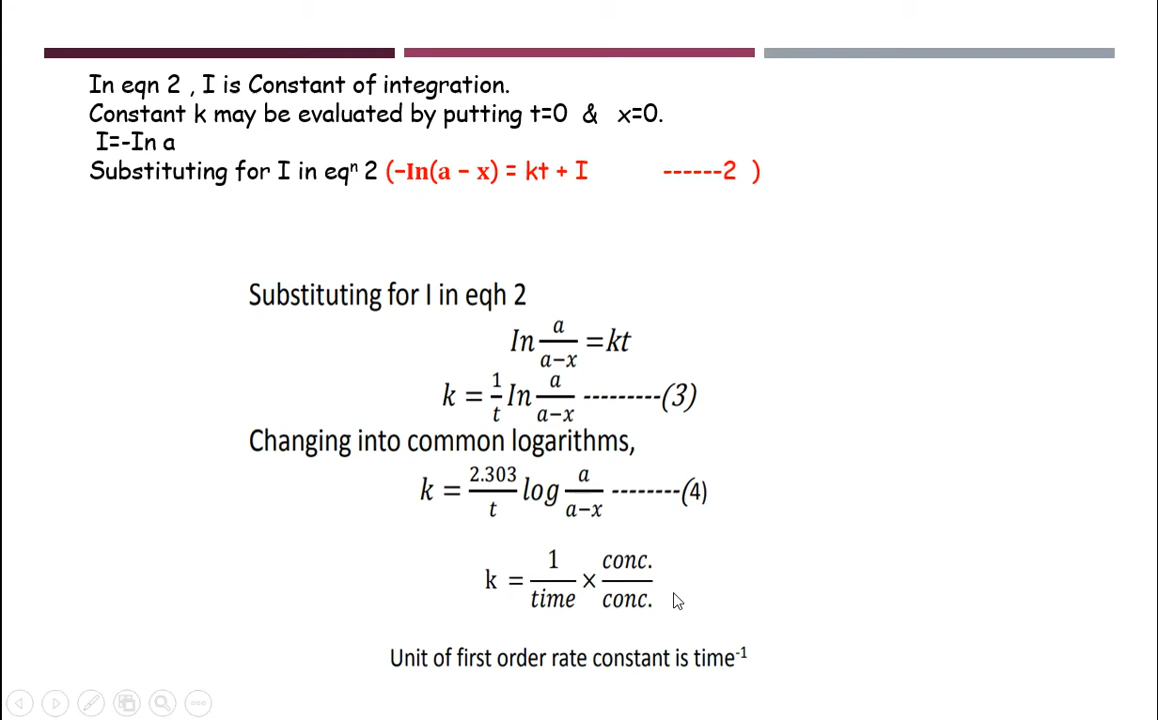 In eqn 2 , I is Constant of integration.
Constant k may be evaluated by putting t=0 & x=0.
I=-In a
Substituting for I in eqⁿ 2 (-In(a - x) = kt + I ------2 )
Substituting for I in eqh 2
In a/(a-x) =kt
k = 1/t In a/(a-x) ---------(3)
Changing into common logarithms,
k = 2.303/t log a/(a-x) --------(4)
k = 1/time × conc./conc.
Unit of first order rate constant is time⁻¹